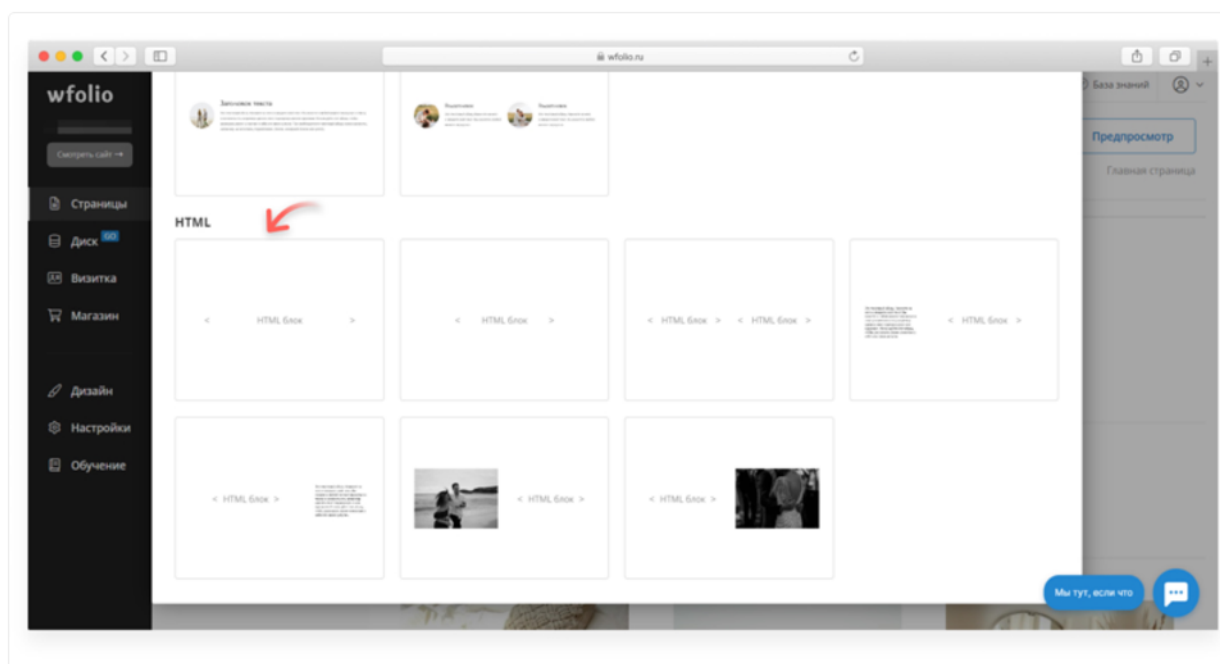 wfolio.ru
wfolio
Смотреть сайт →
Страницы
Диск GO
Визитка
Магазин
Дизайн
Настройки
Обучение
База знаний
Предпросмотр
Главная страница
Заголовок текста
HTML
< HTML блок >
< HTML блок >
< HTML блок > < HTML блок >
< HTML блок >
< HTML блок >
< HTML блок >
< HTML блок >
Мы тут, если что